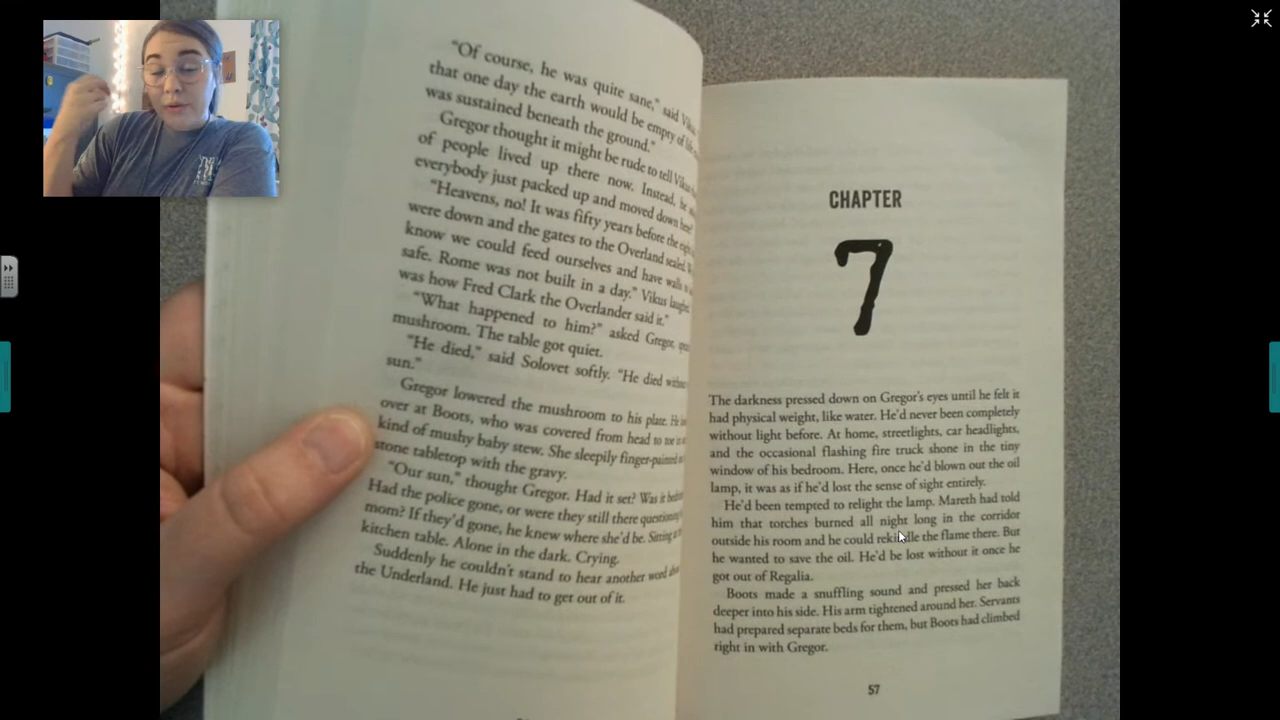 "Of course, he was quite sane," said Vikus
that one day the earth would be empty of life,
was sustained beneath the ground."
Gregor thought it might be rude to tell Vikus
of people lived up there now. Instead, he
everybody just packed up and moved down here?
"Heavens, no! It was fifty years before the
were down and the gates to the Overland sealed.
know we could feed ourselves and have walls
safe. Rome was not built in a day." Vikus laughed.
was how Fred Clark the Overlander said it."
"What happened to him?" asked Gregor,
mushroom. The table got quiet.
"He died," said Solovet softly. "He died
sun."
Gregor lowered the mushroom to his plate. He
over at Boots, who was covered from head to toe
kind of mushy baby stew. She sleepily finger-painted
stone tabletop with the gravy.
"Our sun," thought Gregor. Had it set? Was it
Had the police gone, or were they still there questioning
mom? If they'd gone, he knew where she'd be. Sitting
kitchen table. Alone in the dark. Crying.
Suddenly he couldn't stand to hear another word
the Underland. He just had to get out of it.
CHAPTER
7
The darkness pressed down on Gregor's eyes until he felt it
had physical weight, like water. He'd never been completely
without light before. At home, streetlights, car headlights,
and the occasional flashing fire truck shone in the tiny
window of his bedroom. Here, once he'd blown out the oil
lamp, it was as if he'd lost the sense of sight entirely.
He'd been tempted to relight the lamp. Mareth had told
him that torches burned all night long in the corridor
outside his room and he could rekindle the flame there. But
he wanted to save the oil. He'd be lost without it once he
got out of Regalia.
Boots made a snuffling sound and pressed her back
deeper into his side. His arm tightened around her. Servants
had prepared separate beds for them, but Boots had climbed
right in with Gregor.
57